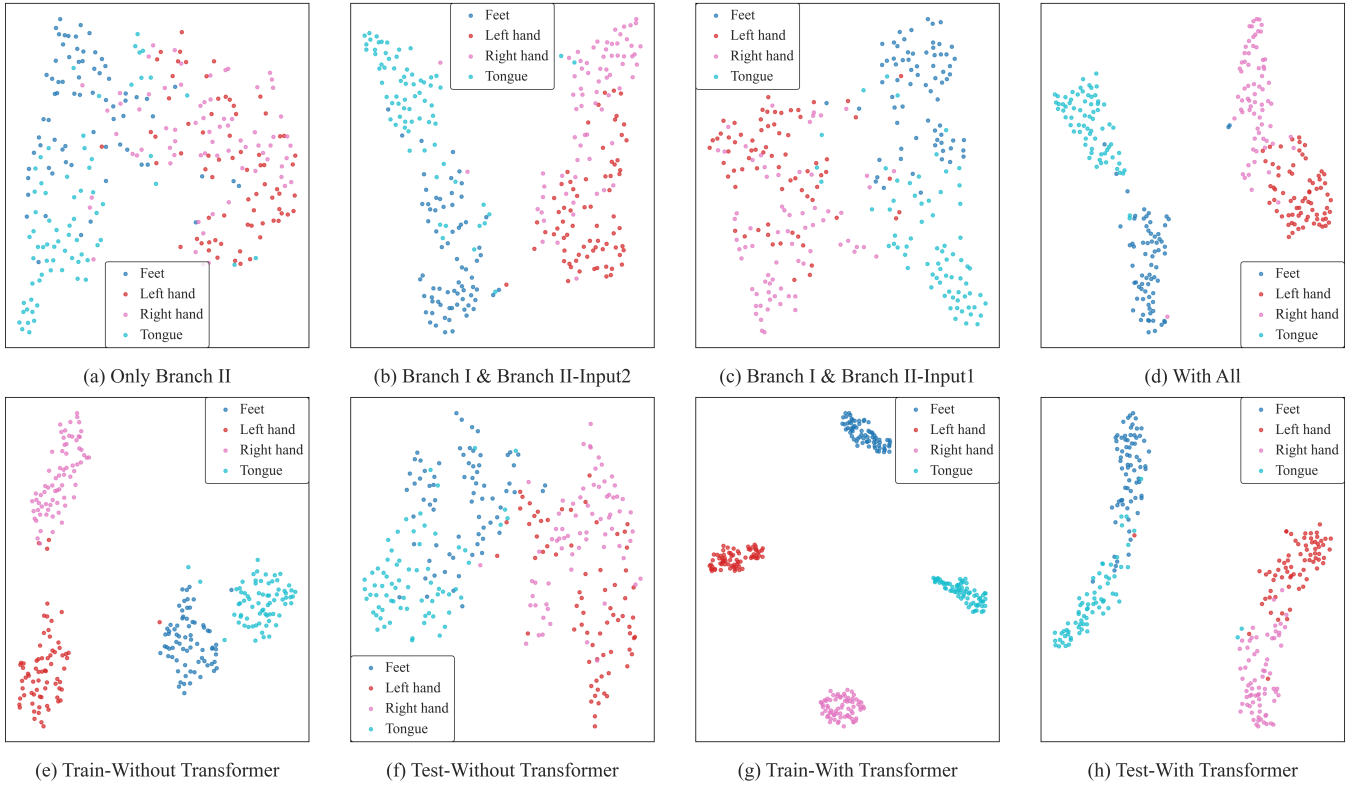 Feet
Left hand
Right hand
Tongue
(a) Only Branch II
Feet
Left hand
Right hand
Tongue
(b) Branch I & Branch II-Input2
Feet
Left hand
Right hand
Tongue
(c) Branch I & Branch II-Input1
Feet
Left hand
Right hand
Tongue
(d) With All
Feet
Left hand
Right hand
Tongue
(e) Train-Without Transformer
Feet
Left hand
Right hand
Tongue
(f) Test-Without Transformer
Feet
Left hand
Right hand
Tongue
(g) Train-With Transformer
Feet
Left hand
Right hand
Tongue
(h) Test-With Transformer